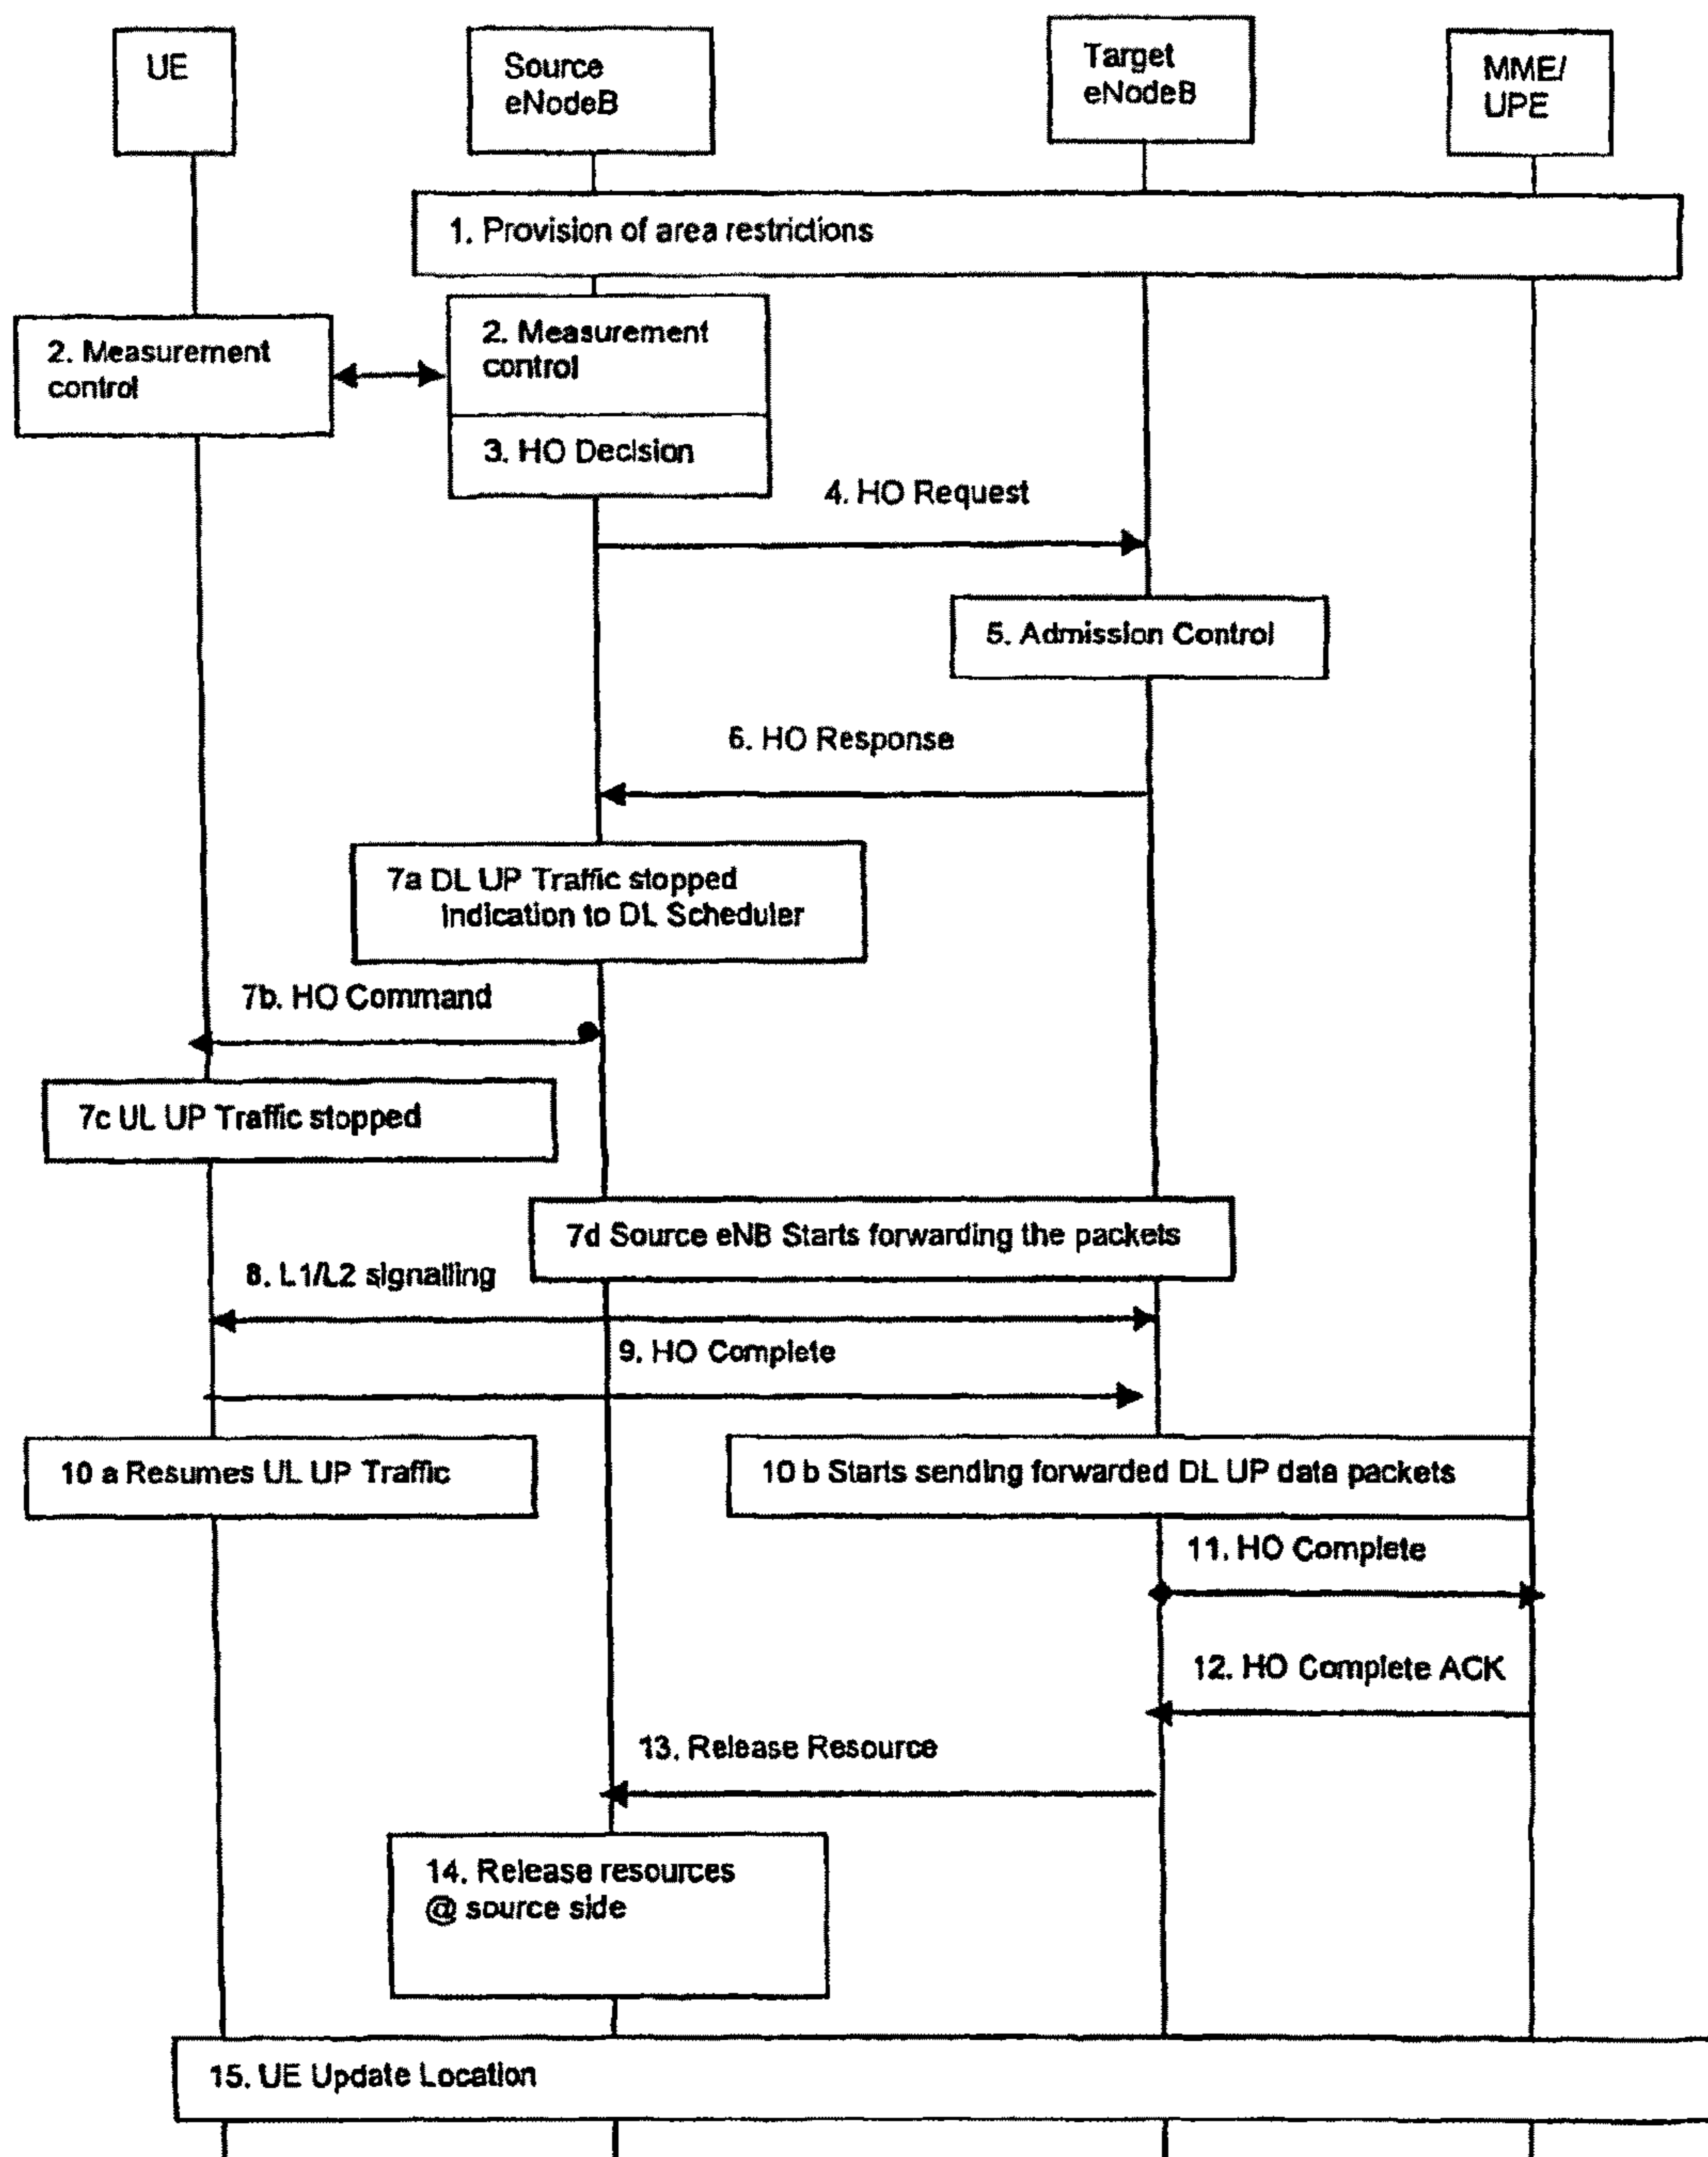 UE
Source
eNodeB
Target
eNodeB
MME/
UPE
1. Provision of area restrictions
2. Measurement
control
2. Measurement
control
3. HO Decision
4. HO Request
5. Admission Control
6. HO Response
7a DL UP Traffic stopped
indication to DL Scheduler
7b. HO Command
7c UL UP Traffic stopped
7d Source eNB Starts forwarding the packets
8. L1/L2 signalling
9. HO Complete
10 a Resumes UL UP Traffic
10 b Starts sending forwarded DL UP data packets
11. HO Complete
12. HO Complete ACK
13. Release Resource
14. Release resources
@ source side
15. UE Update Location